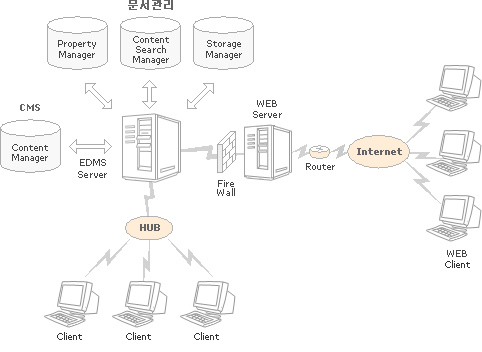 문서관리
Property
Manager
Content
Search
Manager
Storage
Manager
CMS
Content
Manager
EDMS
Server
WEB
Server
Fire
Wall
Router
Internet
HUB
WEB
Client
Client
Client
Client